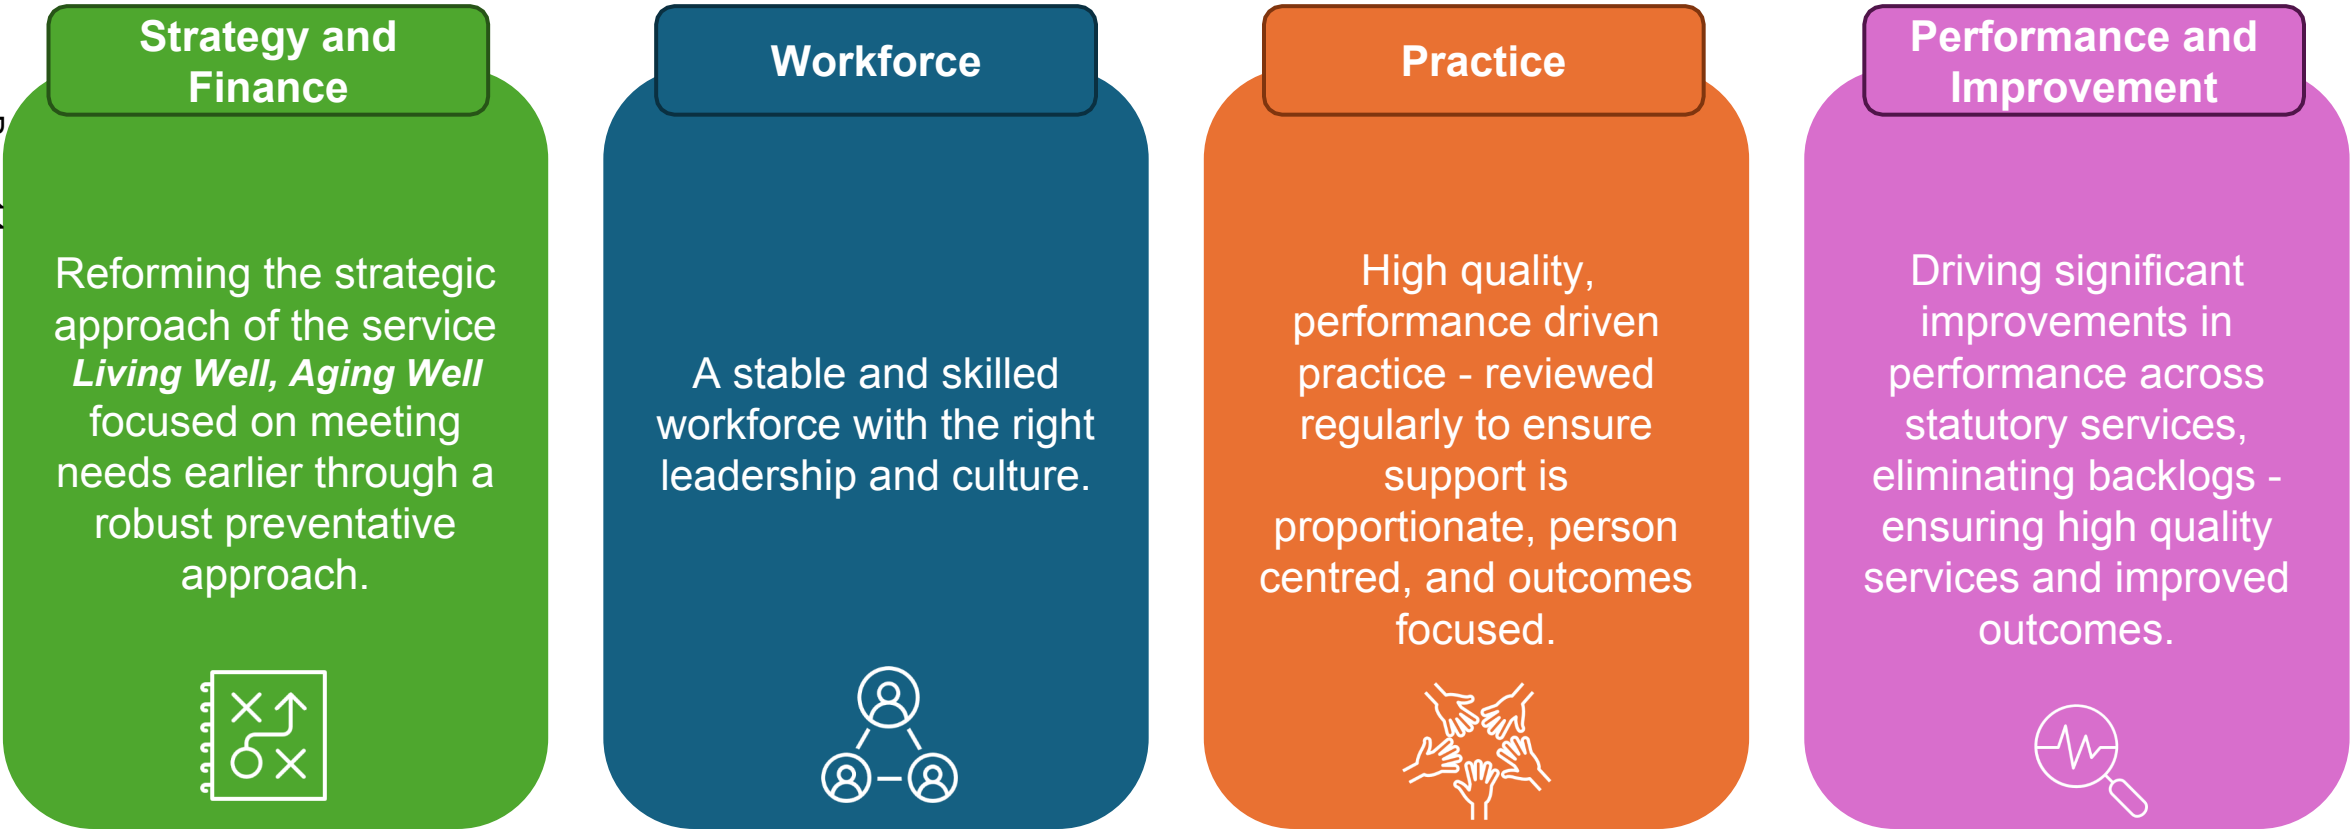 Strategy and
Finance
Reforming the strategic
approach of the service
Living Well, Aging Well
focused on meeting
needs earlier through a
robust preventative
approach.
Workforce
A stable and skilled
workforce with the right
leadership and culture.
Practice
High quality,
performance driven
practice - reviewed
regularly to ensure
support is
proportionate, person
centred, and outcomes
focused.
Performance and
Improvement
Driving significant
improvements in
performance across
statutory services,
eliminating backlogs -
ensuring high quality
services and improved
outcomes.